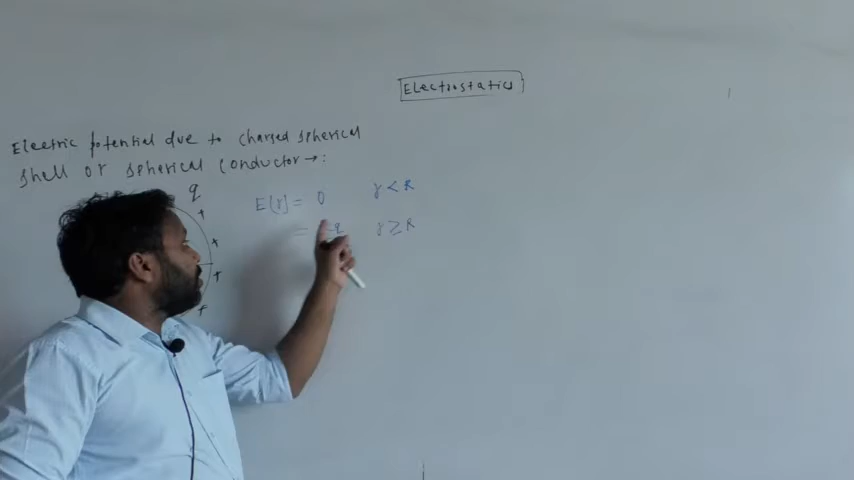 Electrostatics
Electric potential due to charged spherical
shell or spherical conductor →:
q
+
+
+
+
E(r) = 0 r < R
= q r ≥ R